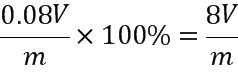 0.08V/m × 100% = 8V/m